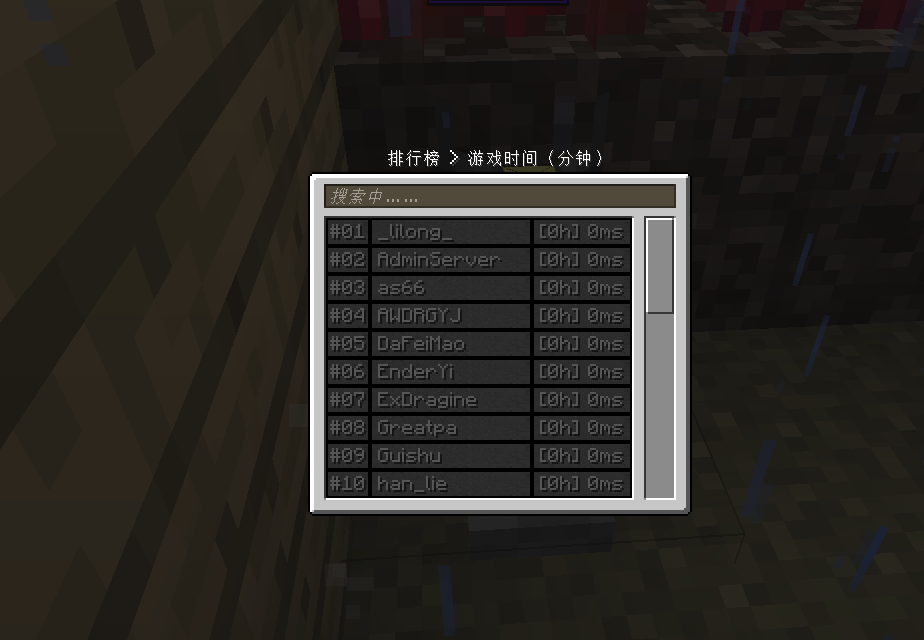 排行榜 > 游戏时间（分钟）
搜索中……
#01 _lilong_ [0h] 0ms
#02 AdminServer [0h] 0ms
#03 as66 [0h] 0ms
#04 AWDRGYJ [0h] 0ms
#05 DaFeiMao [0h] 0ms
#06 EnderYi [0h] 0ms
#07 ExDragine [0h] 0ms
#08 Greatpa [0h] 0ms
#09 Guishu [0h] 0ms
#10 han_lie [0h] 0ms